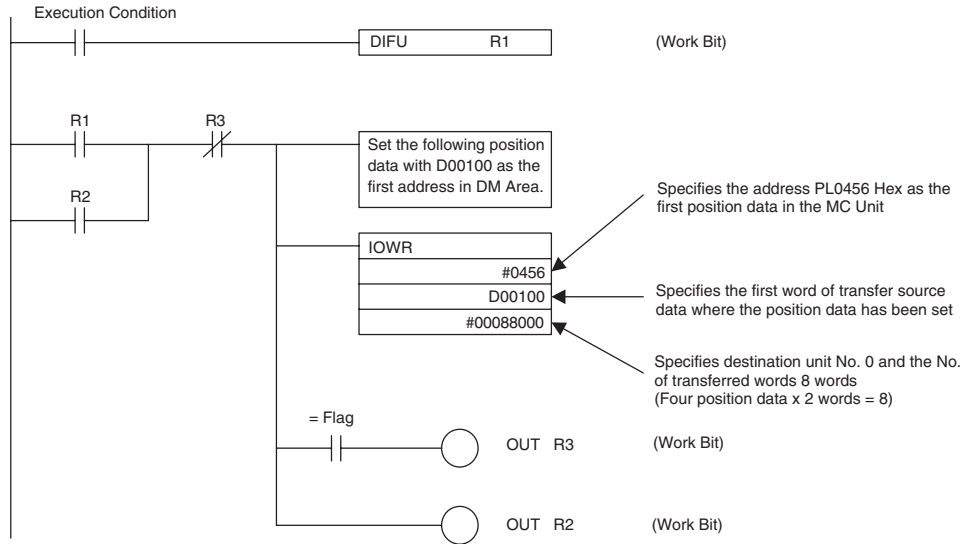 Execution Condition
DIFU R1 (Work Bit)
R1 R3
Set the following position
data with D00100 as the
first address in DM Area.
R2
Specifies the address PL0456 Hex as the
first position data in the MC Unit
IOWR
#0456
D00100
#00088000
Specifies the first word of transfer source
data where the position data has been set
Specifies destination unit No. 0 and the No.
of transferred words 8 words
(Four position data x 2 words = 8)
= Flag
OUT R3 (Work Bit)
OUT R2 (Work Bit)